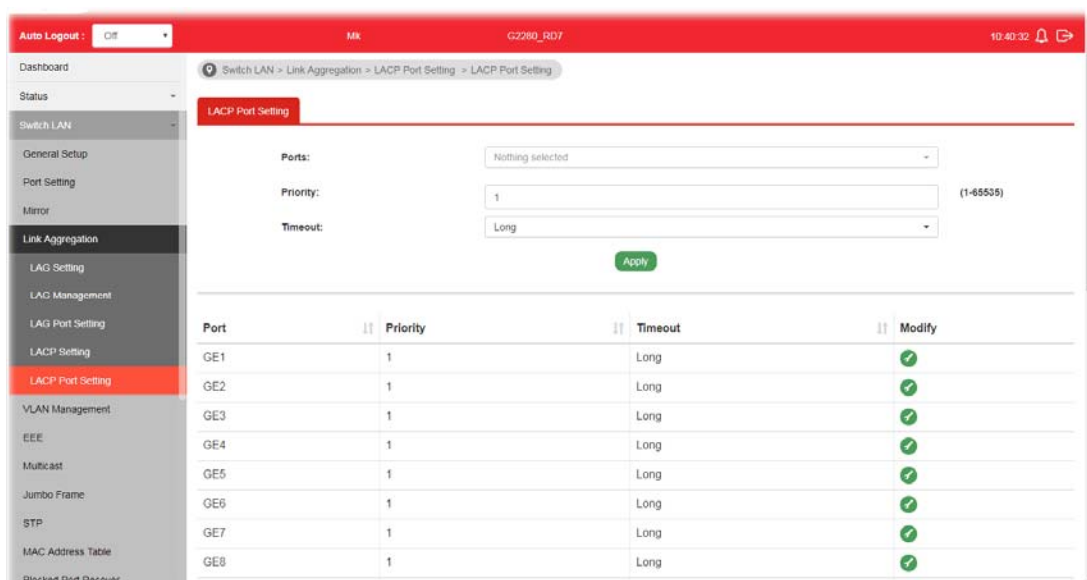 Auto Logout : Off Mk G2280_RD7 10:40:32
Dashboard
Status
Switch LAN
General Setup
Port Setting
Mirror
Link Aggregation
LAG Setting
LAG Management
LAG Port Setting
LACP Setting
LACP Port Setting
VLAN Management
EEE
Multicast
Jumbo Frame
STP
MAC Address Table
Blocked Port Recover
Switch LAN > Link Aggregation > LACP Port Setting > LACP Port Setting
LACP Port Setting
Ports: Nothing selected
Priority: 1 (1-65535)
Timeout: Long
Apply
Port Priority Timeout Modify
GE1 1 Long
GE2 1 Long
GE3 1 Long
GE4 1 Long
GE5 1 Long
GE6 1 Long
GE7 1 Long
GE8 1 Long